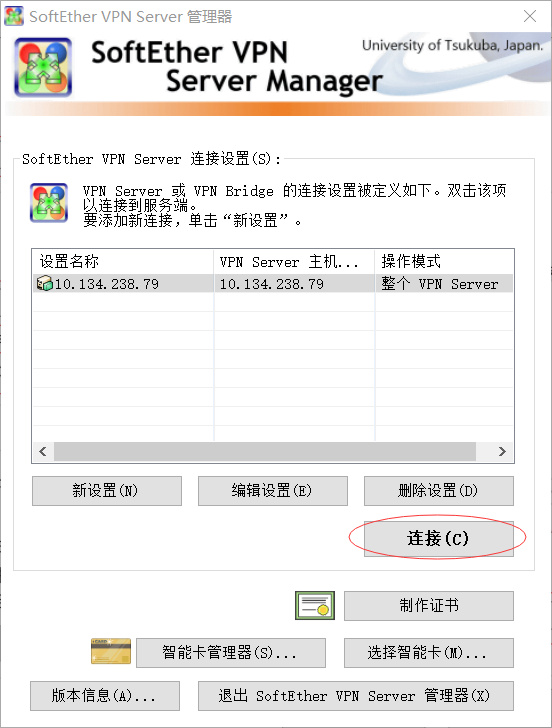 SoftEther VPN Server 管理器
SoftEther VPN
Server Manager
University of Tsukuba, Japan.
SoftEther VPN Server 连接设置(S):
VPN Server 或 VPN Bridge 的连接设置被定义如下。双击该项
以连接到服务端。
要添加新连接，单击“新设置”。
设置名称 VPN Server 主机... 操作模式
10.134.238.79 10.134.238.79 整个 VPN Server
新设置(N) 编辑设置(E) 删除设置(D)
连接(C)
制作证书
智能卡管理器(S)... 选择智能卡(M)...
版本信息(A)... 退出 SoftEther VPN Server 管理器(X)